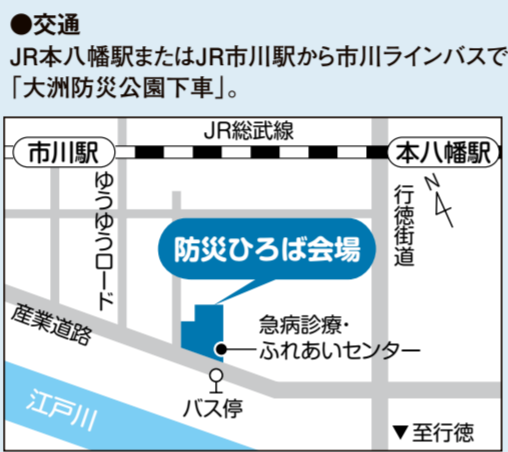 ●交通
JR本八幡駅またはJR市川駅から市川ラインバスで
「大洲防災公園下車」。
JR総武線
市川駅
本八幡駅
N
ゆうゆうロード
行徳街道
防災ひろば会場
産業道路
急病診療・
ふれあいセンター
バス停
江戸川
▼至行徳